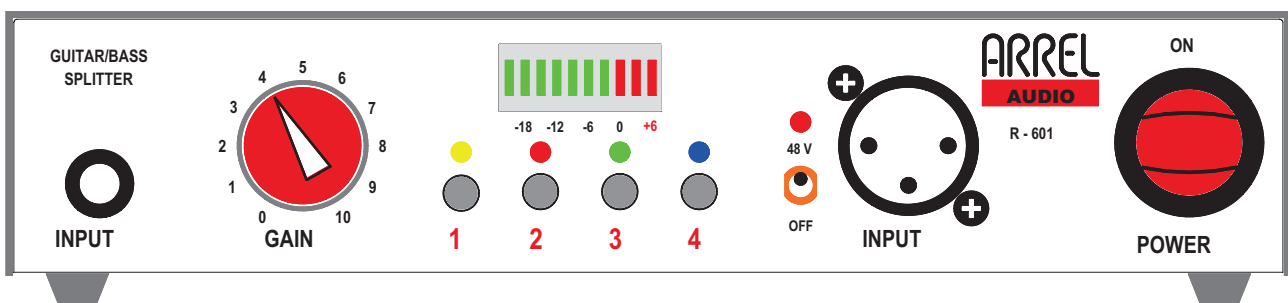 GUITAR/BASS
SPLITTER
INPUT
0
1
2
3
4
5
6
7
8
9
10
GAIN
-18 -12 -6 0 +6
1 2 3 4
48 V
OFF
INPUT
ARREL
AUDIO
R - 601
ON
POWER